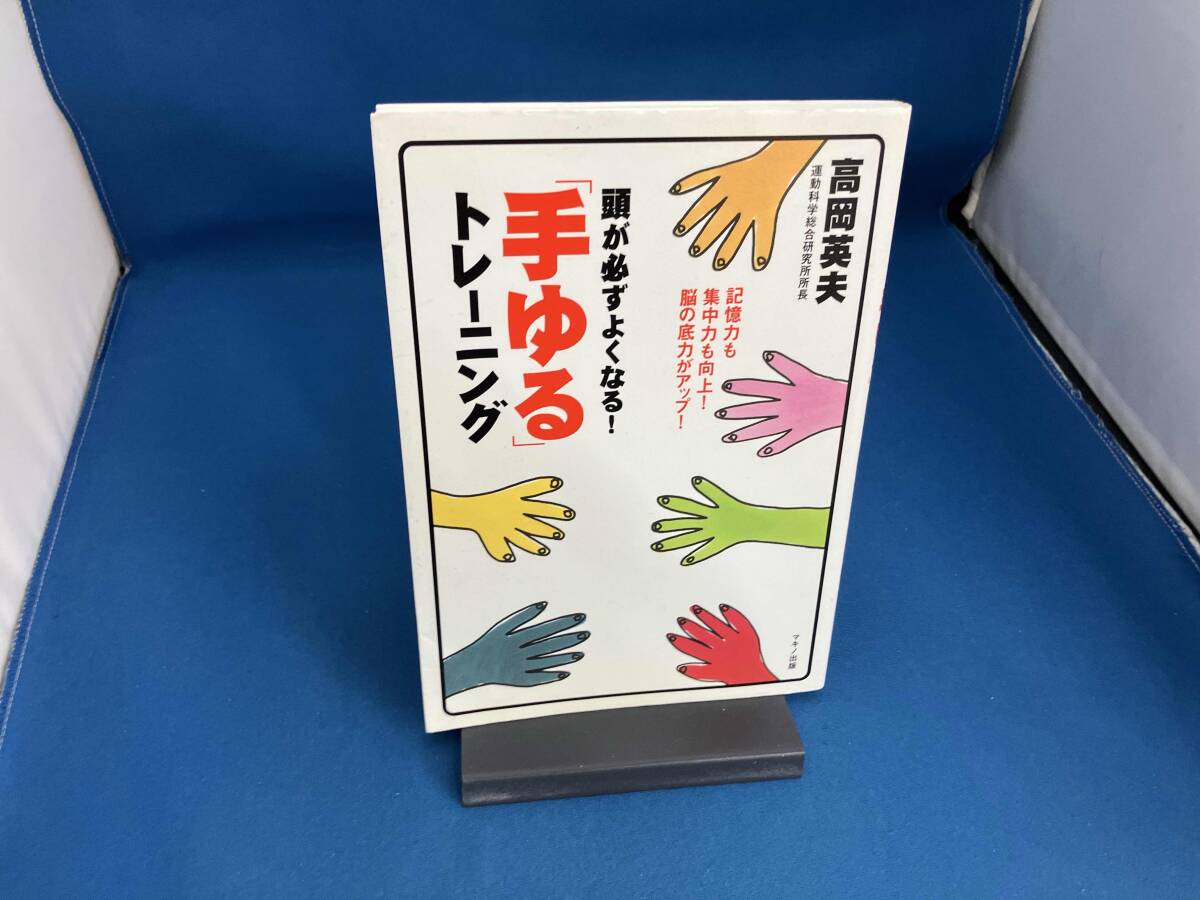 高岡英夫
運動科学総合研究所所長
記憶力も
集中力も向上!
脳の底力がアップ!
頭が必ずよくなる!
「手ゆる」
トレーニング
マキノ出版